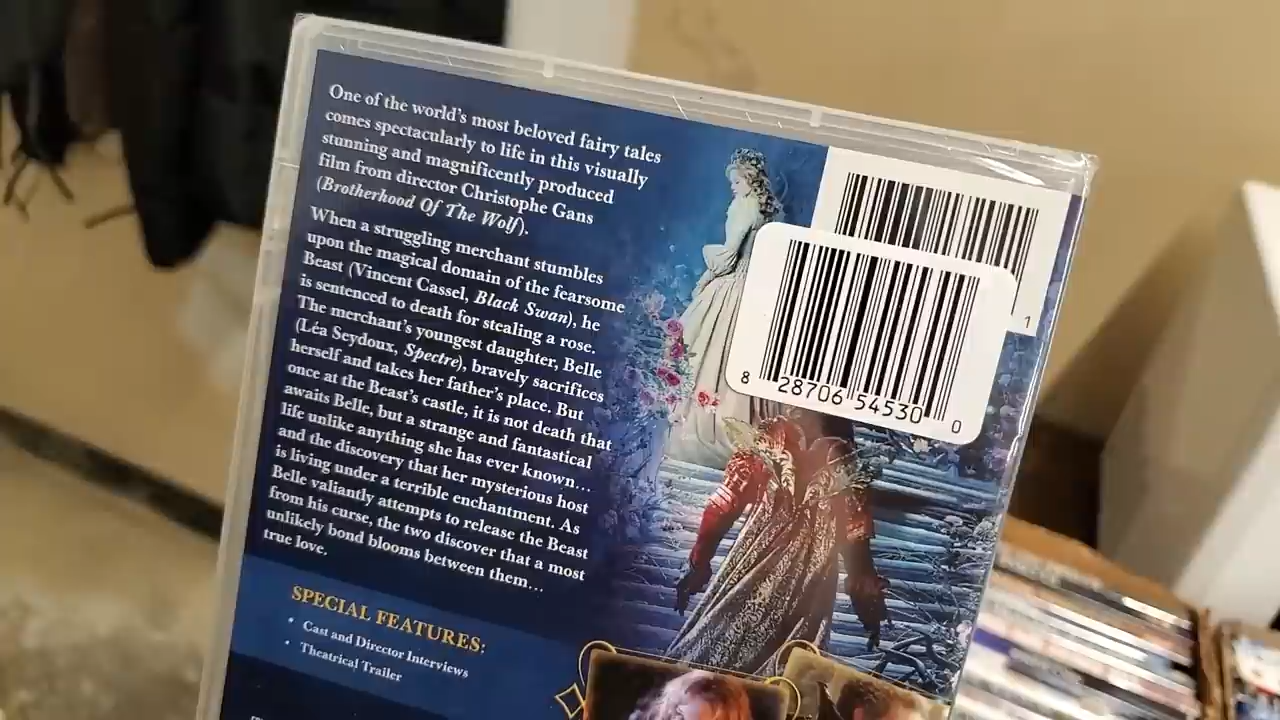 One of the world's most beloved fairy tales
comes spectacularly to life in this visually
stunning and magnificently produced
film from director Christophe Gans
(Brotherhood Of The Wolf).
When a struggling merchant stumbles
upon the magical domain of the fearsome
Beast (Vincent Cassel, Black Swan), he
is sentenced to death for stealing a rose.
The merchant's youngest daughter, Belle
(Léa Seydoux, Spectre), bravely sacrifices
herself and takes her father's place. But
once at the Beast's castle, it is not death that
awaits Belle, but a strange and fantastical
life unlike anything she has ever known...
and the discovery that her mysterious host
is living under a terrible enchantment. As
Belle valiantly attempts to release the Beast
from his curse, the two discover that a most
unlikely bond blooms between them...
true love.
SPECIAL FEATURES:
• Cast and Director Interviews
• Theatrical Trailer
1
8 28706 54530 0